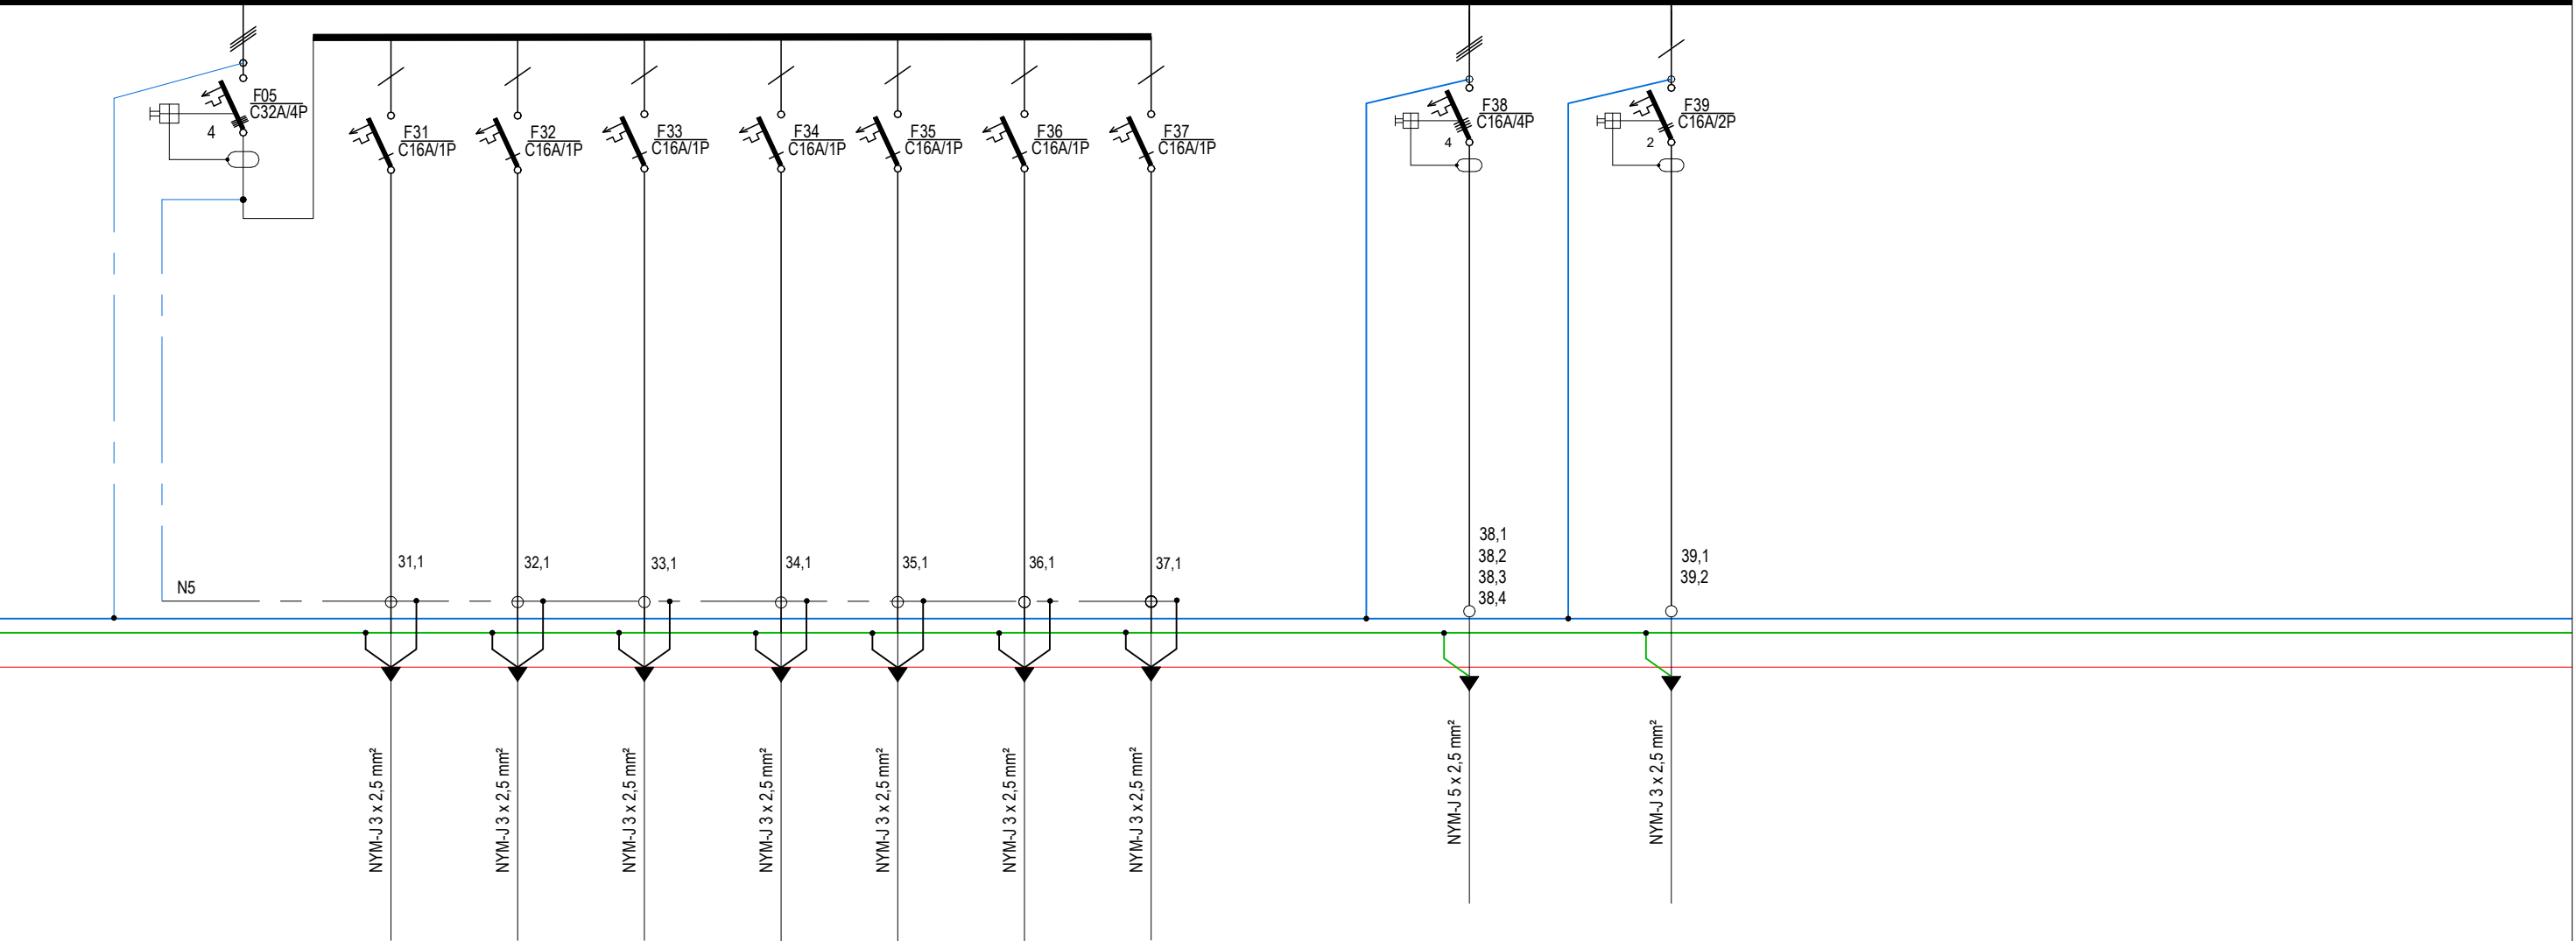 F05
C32A/4P
4
F31
C16A/1P
F32
C16A/1P
F33
C16A/1P
F34
C16A/1P
F35
C16A/1P
F36
C16A/1P
F37
C16A/1P
F38
C16A/4P
4
F39
C16A/2P
2
31,1
32,1
33,1
34,1
35,1
36,1
37,1
38,1
38,2
38,3
38,4
39,1
39,2
N5
NYM-J 3 x 2,5 mm²
NYM-J 3 x 2,5 mm²
NYM-J 3 x 2,5 mm²
NYM-J 3 x 2,5 mm²
NYM-J 3 x 2,5 mm²
NYM-J 3 x 2,5 mm²
NYM-J 3 x 2,5 mm²
NYM-J 5 x 2,5 mm²
NYM-J 3 x 2,5 mm²